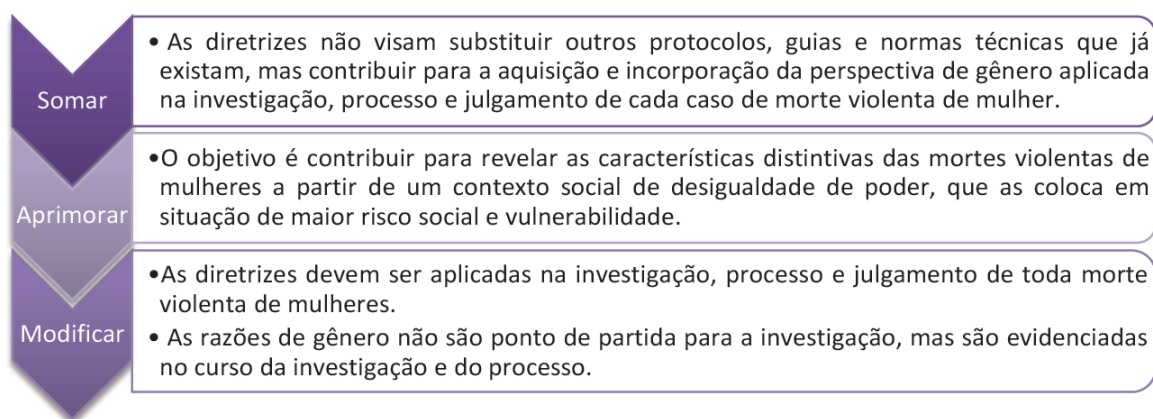 Somar
• As diretrizes não visam substituir outros protocolos, guias e normas técnicas que já
existam, mas contribuir para a aquisição e incorporação da perspectiva de gênero aplicada
na investigação, processo e julgamento de cada caso de morte violenta de mulher.
Aprimorar
•O objetivo é contribuir para revelar as características distintivas das mortes violentas de
mulheres a partir de um contexto social de desigualdade de poder, que as coloca em
situação de maior risco social e vulnerabilidade.
Modificar
•As diretrizes devem ser aplicadas na investigação, processo e julgamento de toda morte
violenta de mulheres.
• As razões de gênero não são ponto de partida para a investigação, mas são evidenciadas
no curso da investigação e do processo.